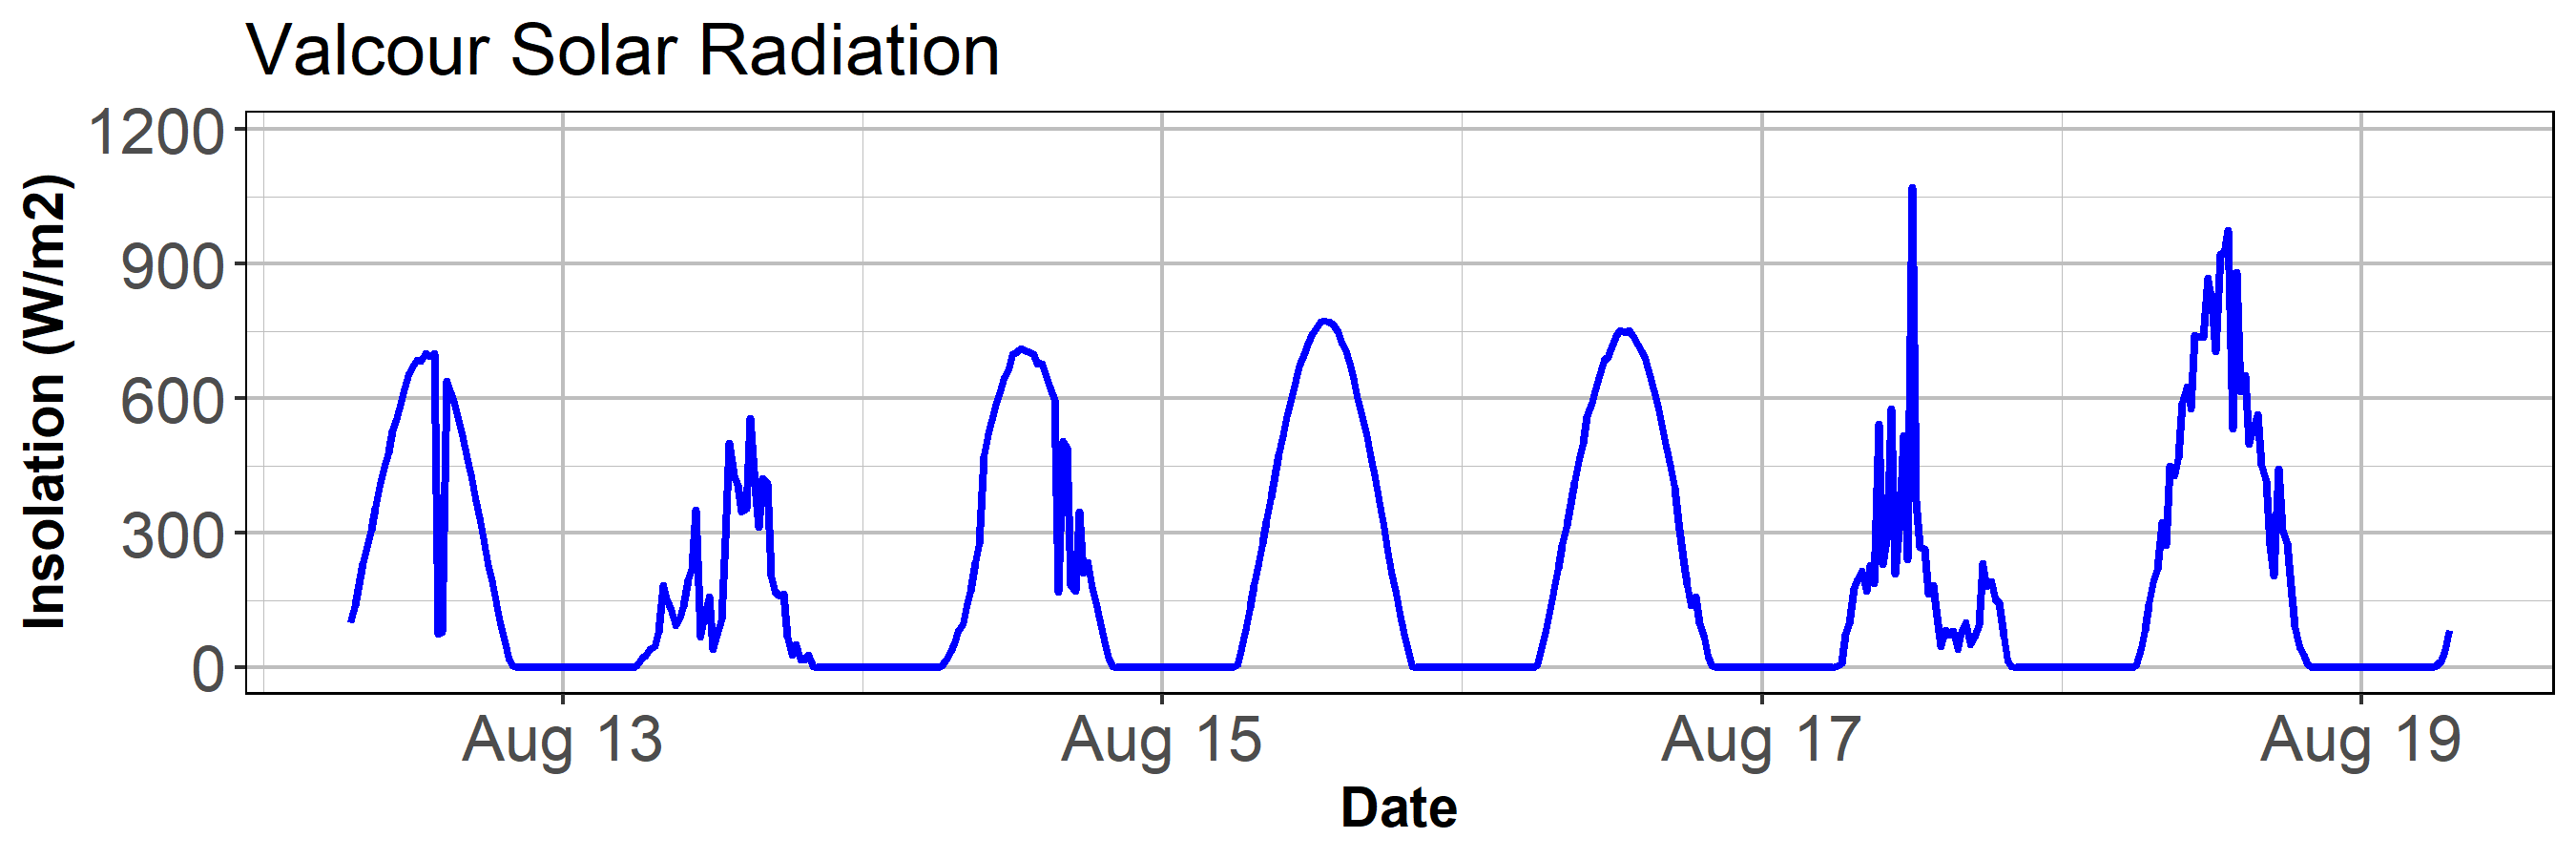 Valcour Solar Radiation
1200
900
600
300
0
Insolation (W/m2)
Aug 13 Aug 15 Aug 17 Aug 19
Date